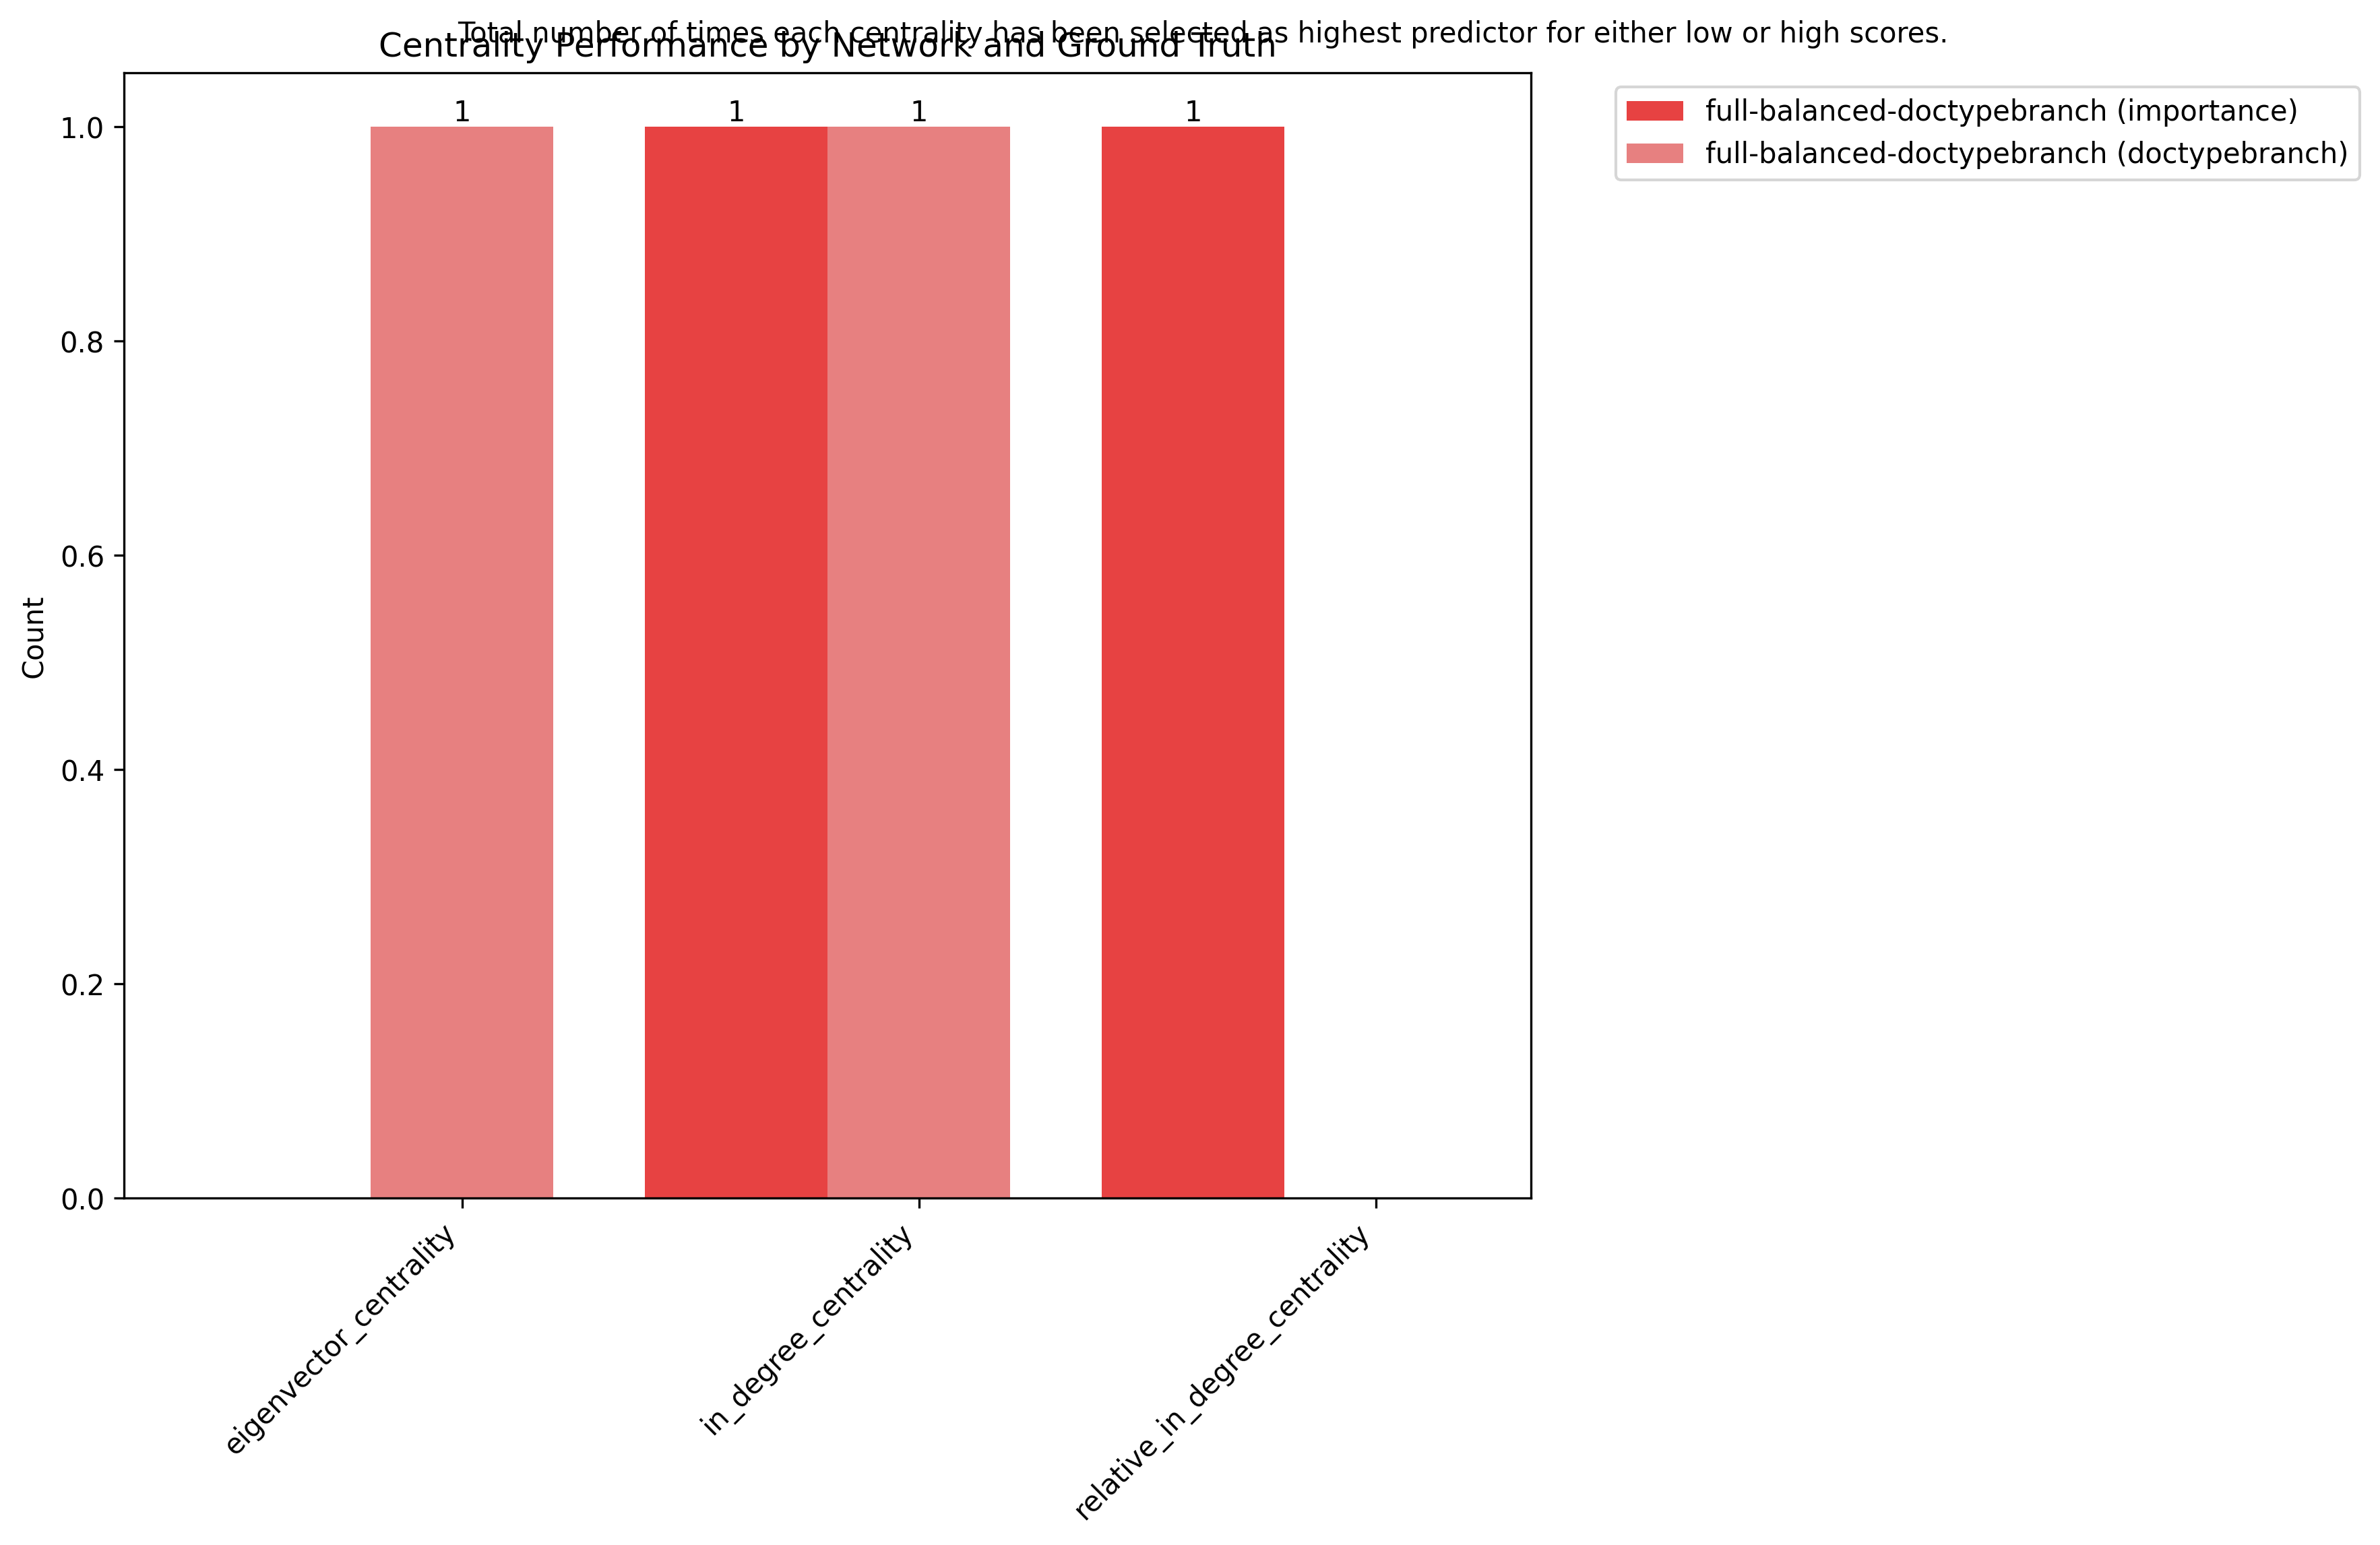 Total number of times each centrality has been selected as highest predictor for either low or high scores.
Centrality Performance by Network and Ground Truth
full-balanced-doctypebranch (importance)
full-balanced-doctypebranch (doctypebranch)
1 1 1 1
1.0
0.8
0.6
0.4
0.2
0.0
Count
eigenvector_centrality
in_degree_centrality
relative_in_degree_centrality